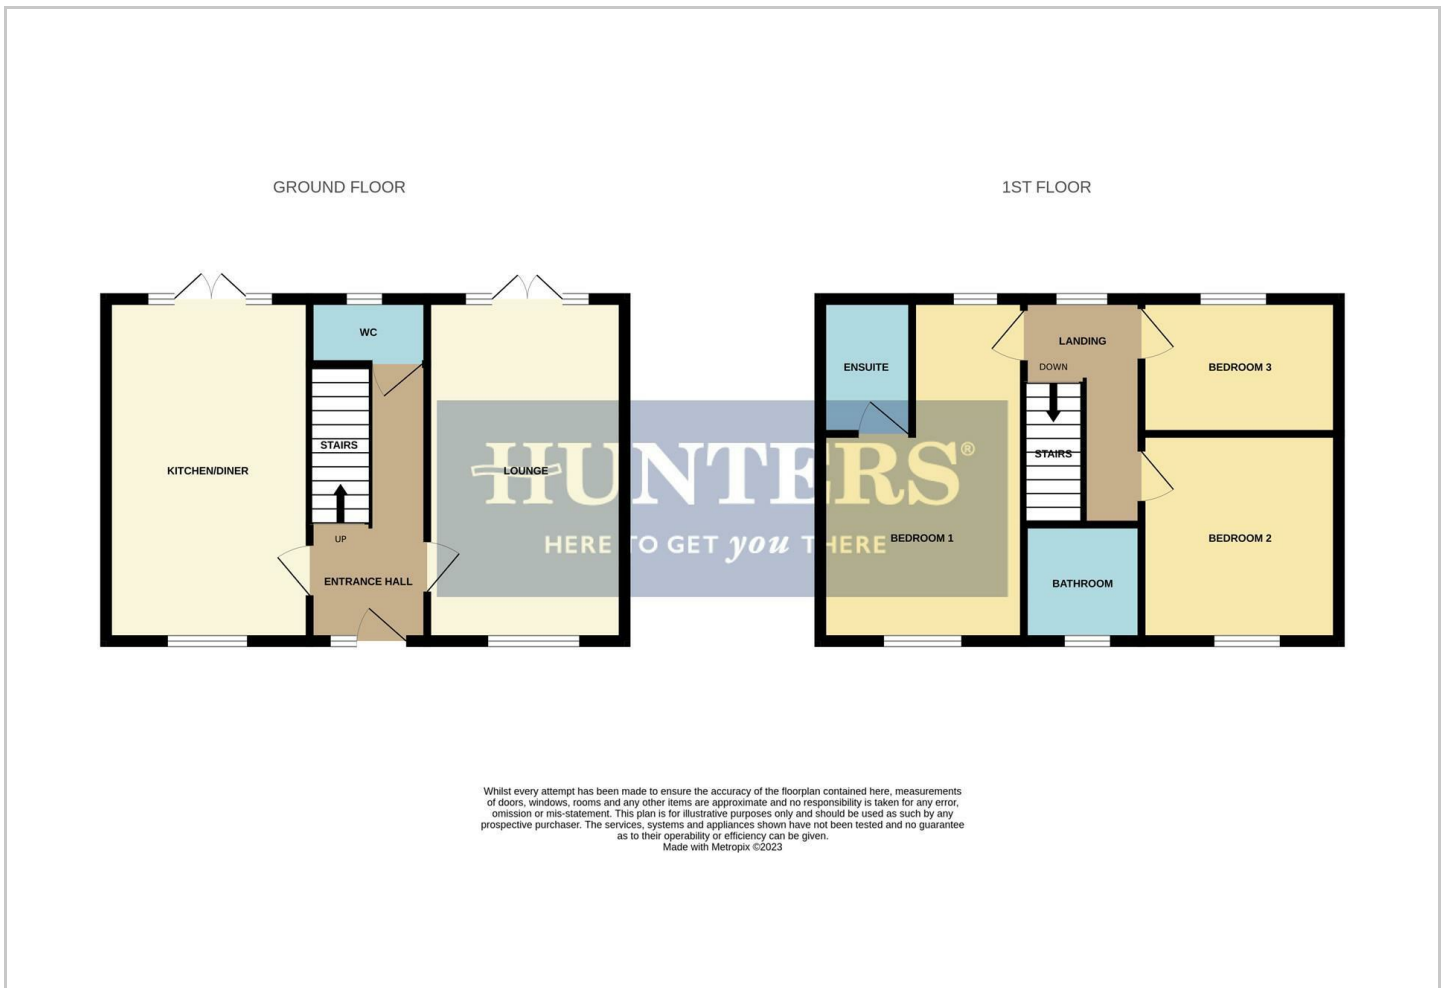 GROUND FLOOR
1ST FLOOR
WC
STAIRS
KITCHEN/DINER
LOUNGE
UP
ENTRANCE HALL
LANDING
DOWN
ENSUITE
BEDROOM 3
STAIRS
BEDROOM 1
BEDROOM 2
BATHROOM
HUNTERS®
HERE TO GET you THERE
Whilst every attempt has been made to ensure the accuracy of the floorplan contained here, measurements
of doors, windows, rooms and any other items are approximate and no responsibility is taken for any error,
omission or mis-statement. This plan is for illustrative purposes only and should be used as such by any
prospective purchaser. The services, systems and appliances shown have not been tested and no guarantee
as to their operability or efficiency can be given.
Made with Metropix ©2023